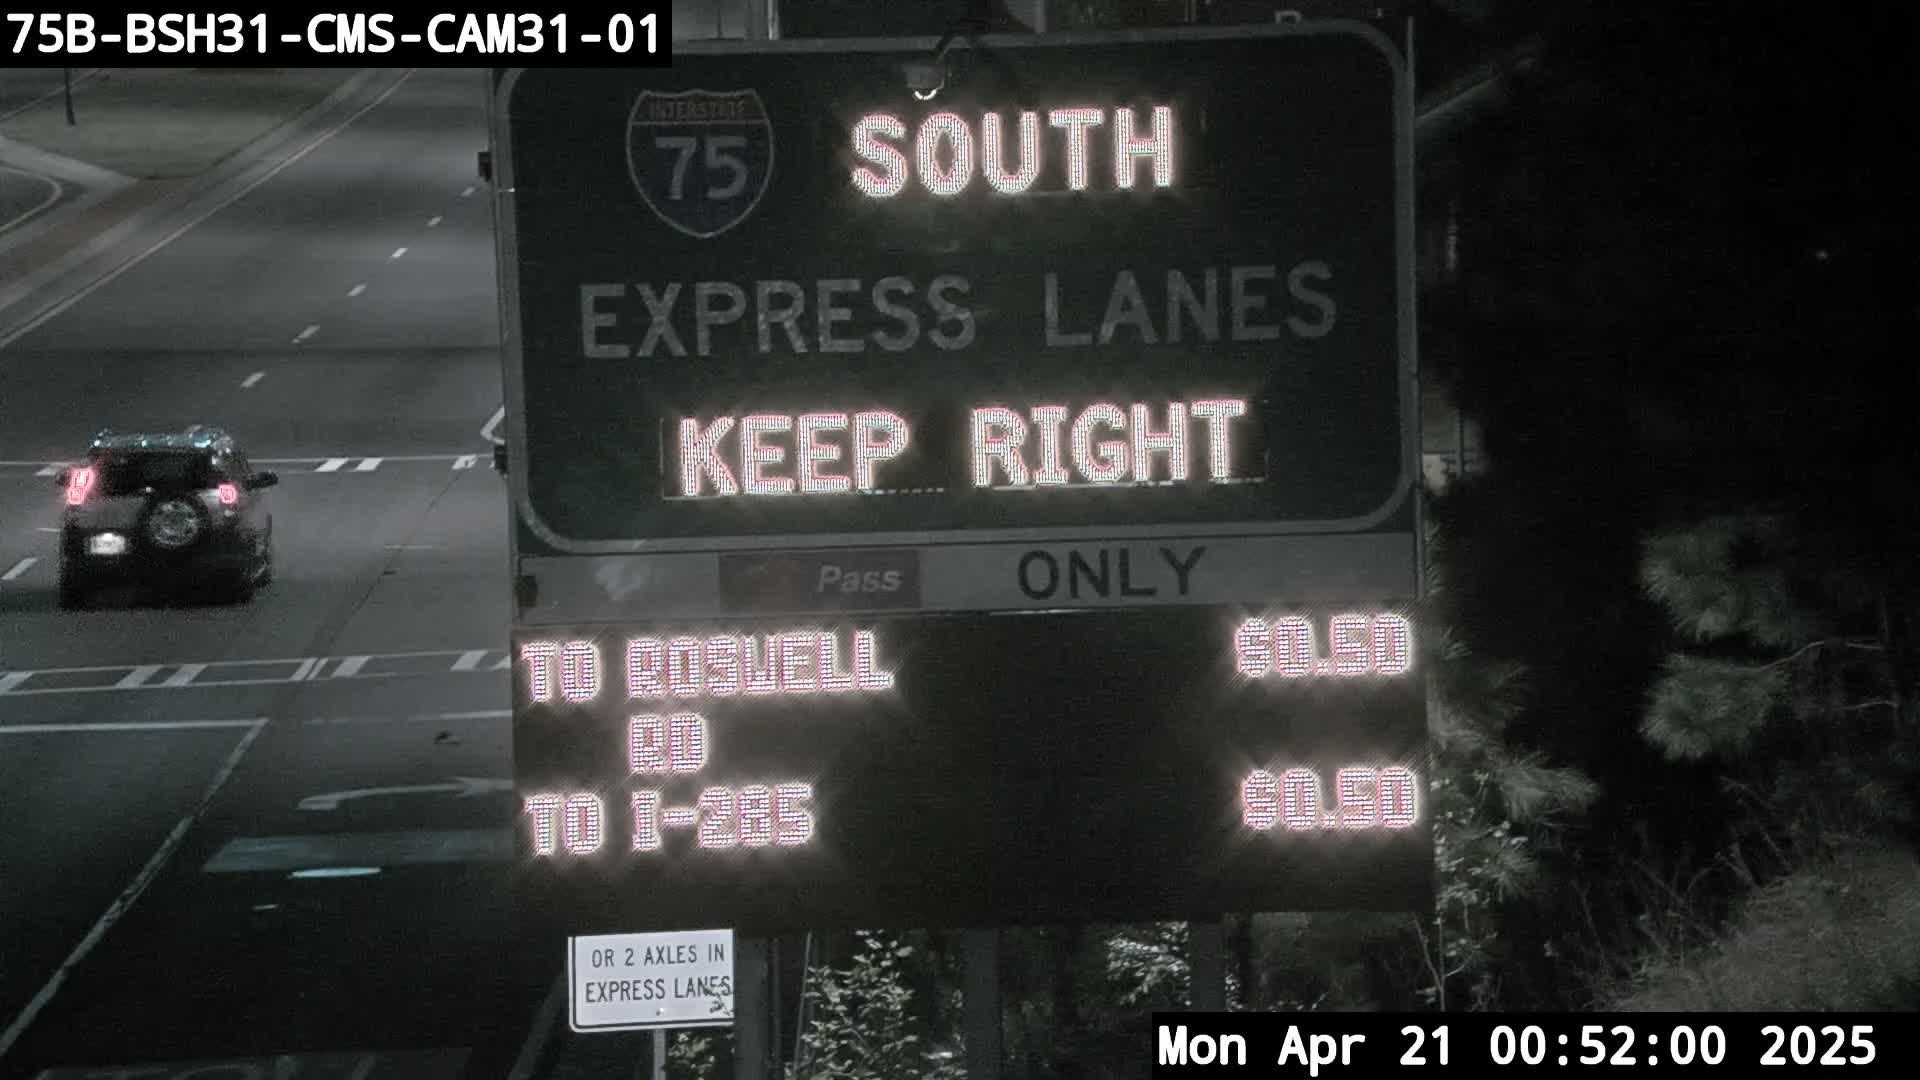 75B-BSH31-CMS-CAM31-01
INTERSTATE
75
SOUTH
EXPRESS LANES
KEEP RIGHT
Pass ONLY
TO ROSWELL $0.50
RD
TO I-285 $0.50
OR 2 AXLES IN
EXPRESS LANES
Mon Apr 21 00:52:00 2025